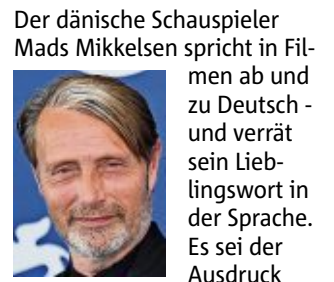 Der dänische Schauspieler
Mads Mikkelsen spricht in Fil-
men ab und
zu Deutsch -
und verrät
sein Lieb-
lingswort in
der Sprache.
Es sei der
Ausdruck